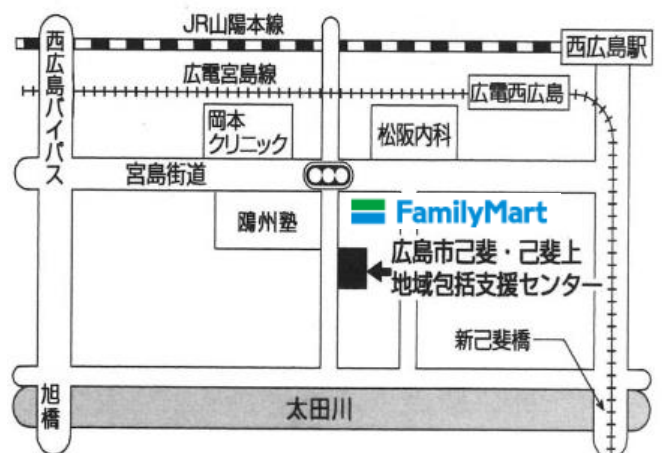 JR山陽本線
西広島駅
西広島バイパス
広電宮島線
広電西広島
岡本
クリニック
松阪内科
宮島街道
鷗州塾
FamilyMart
広島市己斐・己斐上
地域包括支援センター
新己斐橋
旭橋
太田川